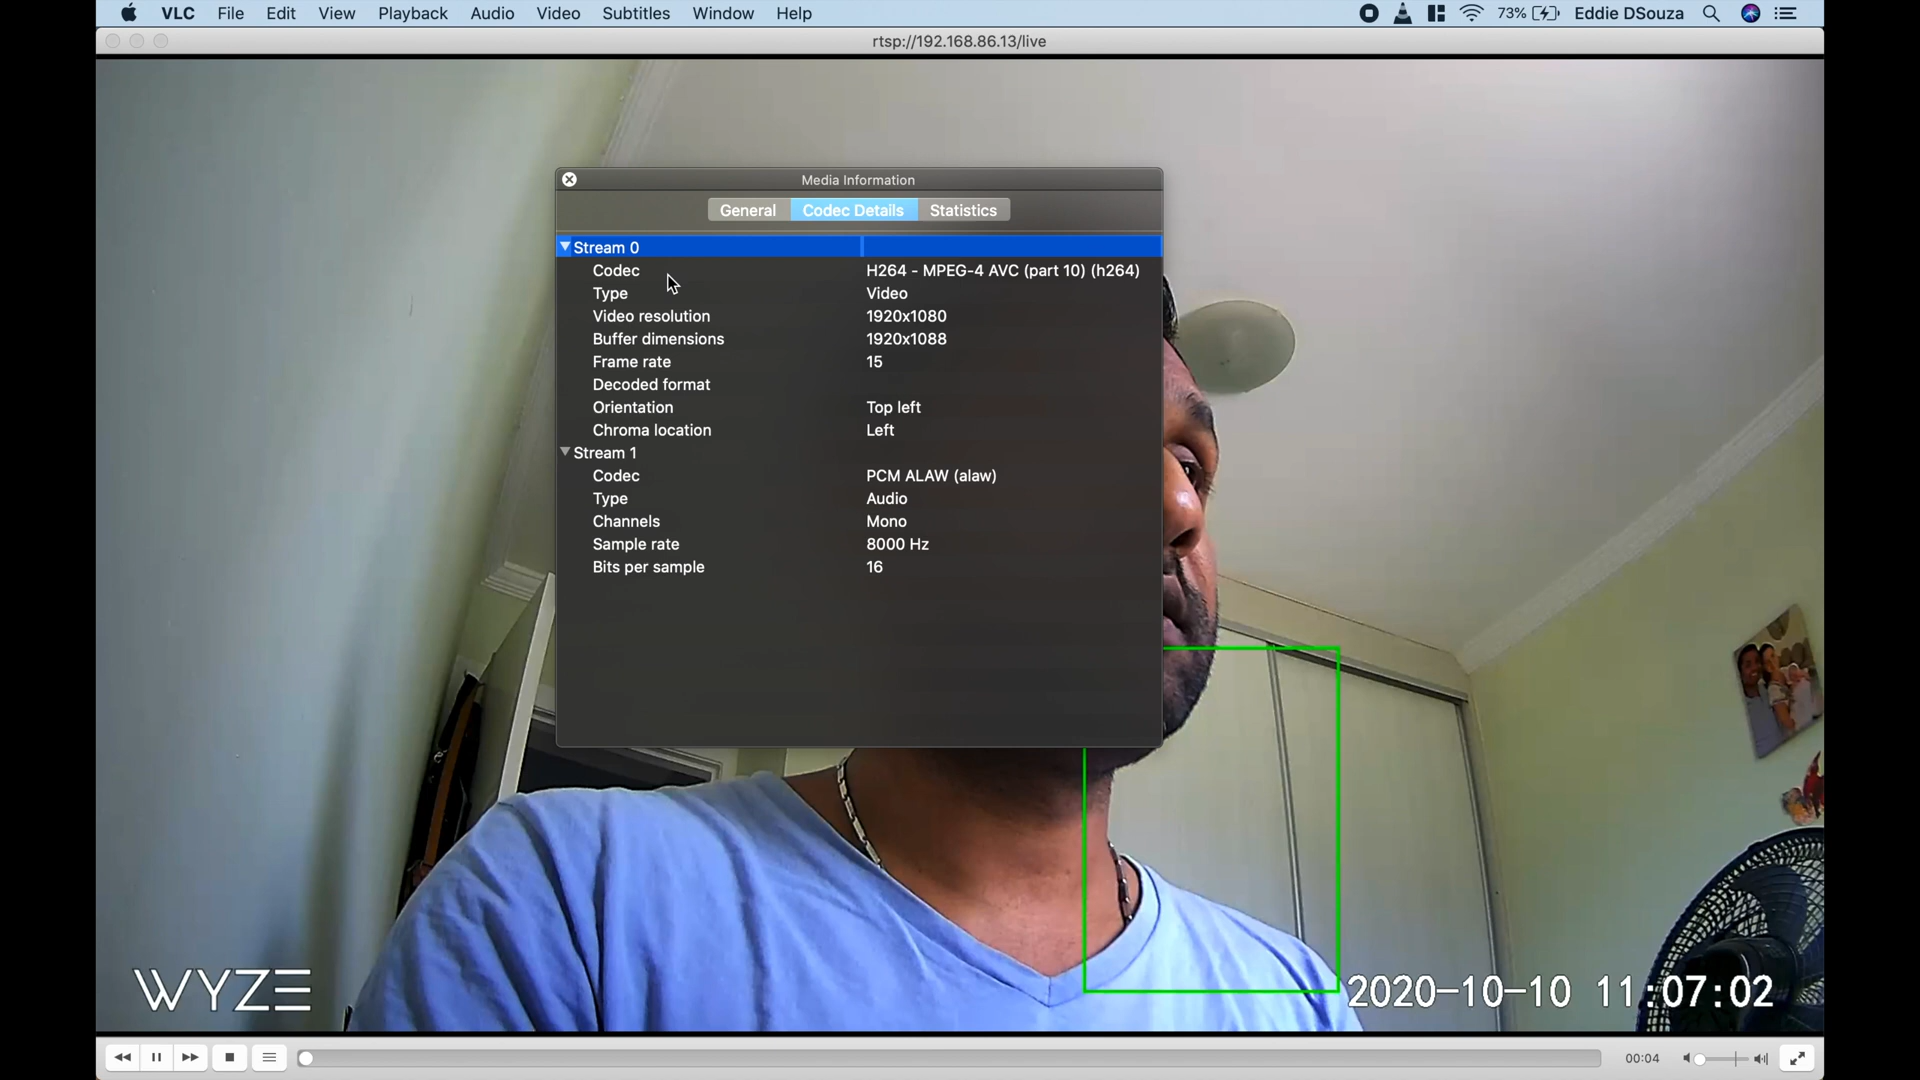 VLC File Edit View Playback Audio Video Subtitles Window Help 73% Eddie DSouza
rtsp://192.168.86.13/live
Media Information
General Codec Details Statistics
Stream 0
Codec H264 - MPEG-4 AVC (part 10) (h264)
Type Video
Video resolution 1920x1080
Buffer dimensions 1920x1088
Frame rate 15
Decoded format
Orientation Top left
Chroma location Left
Stream 1
Codec PCM ALAW (alaw)
Type Audio
Channels Mono
Sample rate 8000 Hz
Bits per sample 16
WYZE 2020-10-10 11:07:02
00:04